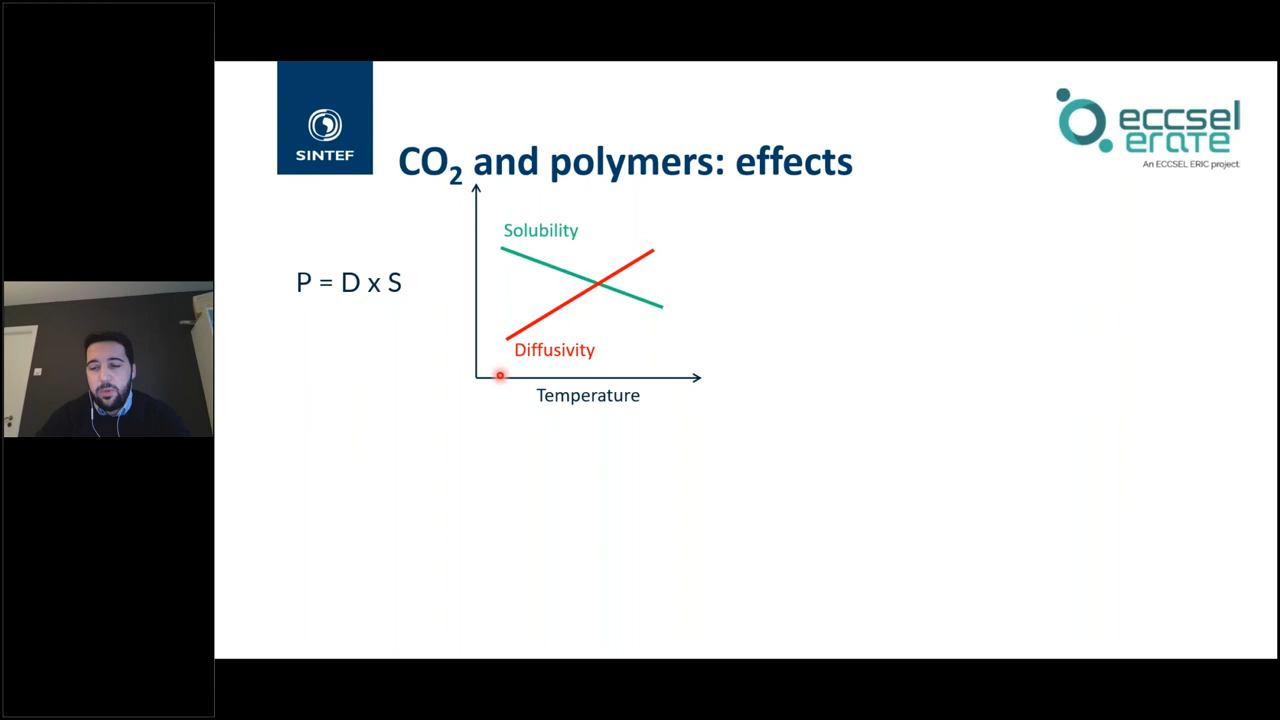 SINTEF
CO₂ and polymers: effects
eccsel
erate
An ECCSEL ERIC project
P = D x S
Solubility
Diffusivity
Temperature